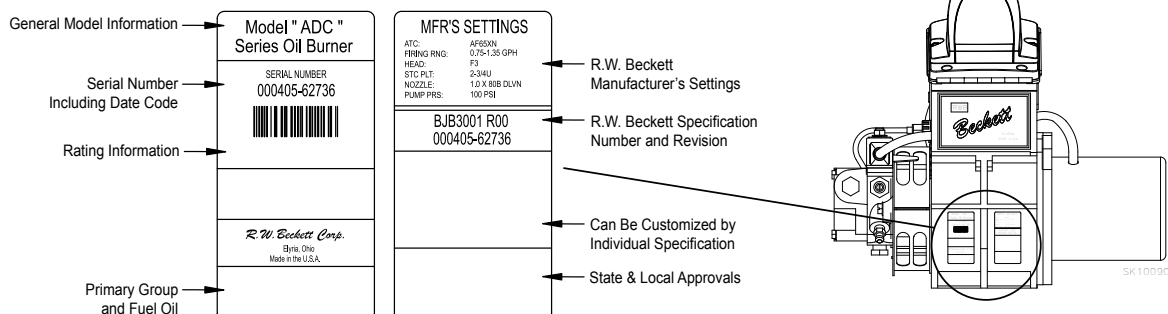 General Model Information
Serial Number
Including Date Code
Rating Information
Primary Group
and Fuel Oil
Model " ADC "
Series Oil Burner
SERIAL NUMBER
000405-62736
R.W. Beckett Corp.
Elyria, Ohio
Made in the U.S.A.
MFR'S SETTINGS
ATC: AF65XN
FIRING RNG: 0.75-1.35 GPH
HEAD: F3
STC PLT: 2-3/4U
NOZZLE: 1.0 X 80B DLVN
PUMP PRS: 100 PSI
BJB3001 R00
000405-62736
R.W. Beckett
Manufacturer's Settings
R.W. Beckett Specification
Number and Revision
Can Be Customized by
Individual Specification
State & Local Approvals
Beckett